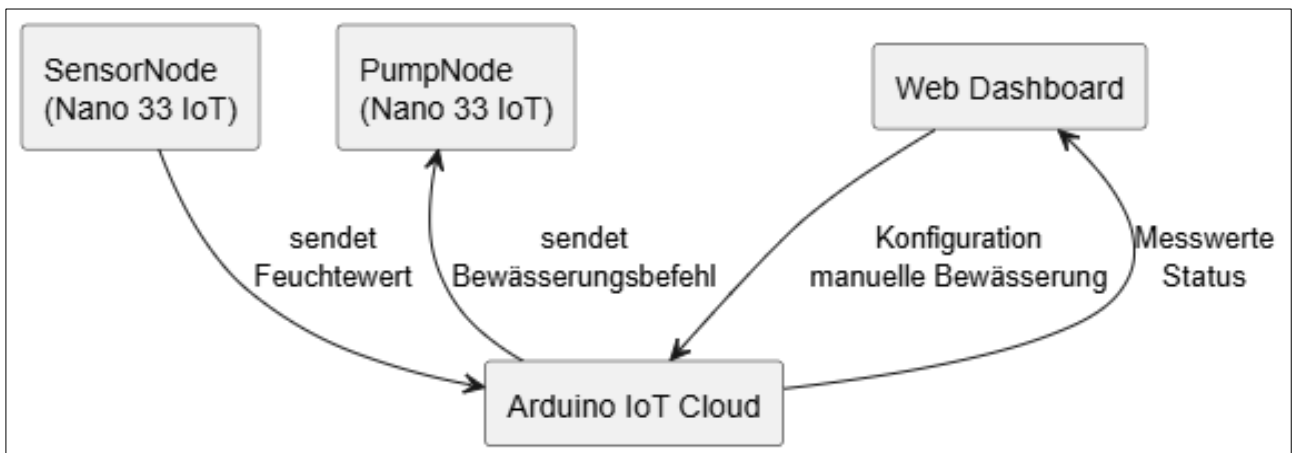 SensorNode
(Nano 33 IoT)
PumpNode
(Nano 33 IoT)
Web Dashboard
sendet
Feuchtewert
sendet
Bewässerungsbefehl
Konfiguration
manuelle Bewässerung
Messwerte
Status
Arduino IoT Cloud